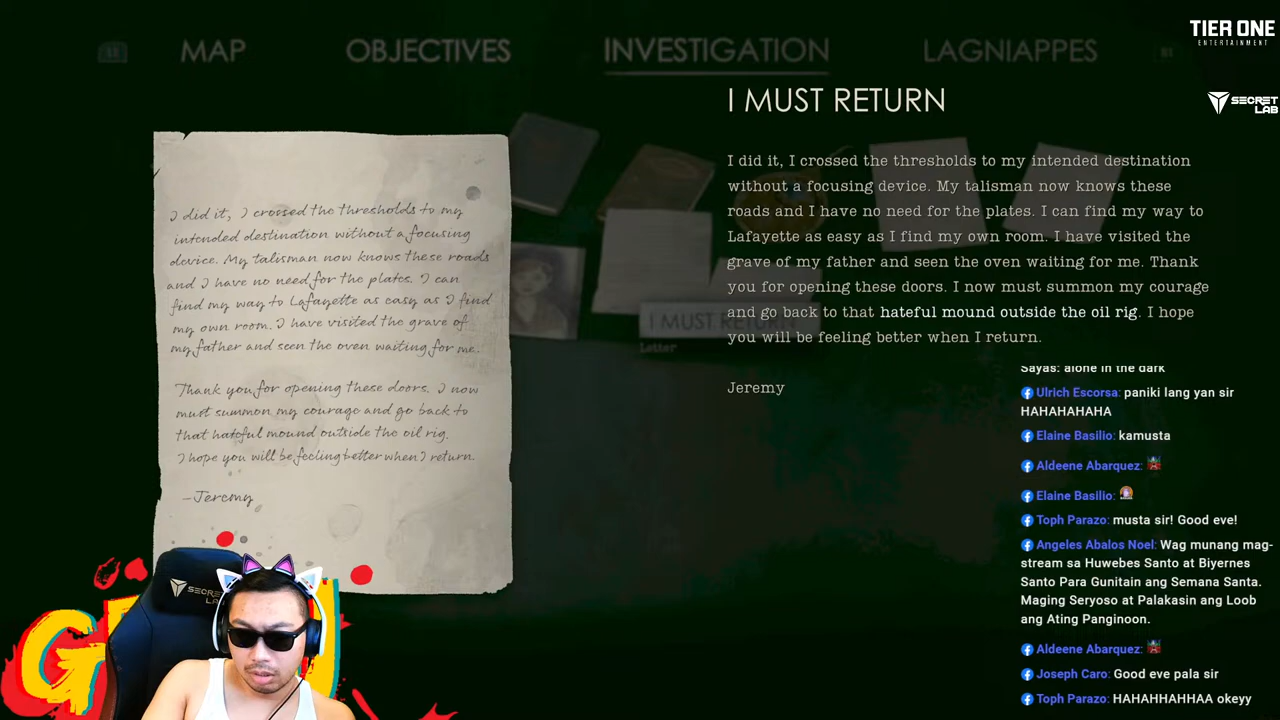 TIER ONE
ENTERTAINMENT
MAP
OBJECTIVES
INVESTIGATION
LAGNIAPPES
SECRET
LAB
I MUST RETURN
I did it, I crossed the thresholds to my
intended destination without a focusing
device. My talisman now knows these roads
and I have no need for the plates. I can
find my way to Lafayette as easy as I find
my own room. I have visited the grave of
my father and seen the oven waiting for me.
Thank you for opening these doors. I now
must summon my courage and go back to
that hateful mound outside the oil rig.
I hope you will be feeling better when I return.
—Jeremy
I did it, I crossed the thresholds to my intended destination
without a focusing device. My talisman now knows these
roads and I have no need for the plates. I can find my way to
Lafayette as easy as I find my own room. I have visited the
grave of my father and seen the oven waiting for me. Thank
you for opening these doors. I now must summon my courage
and go back to that hateful mound outside the oil rig. I hope
you will be feeling better when I return.
Jeremy
I MUST RETURN
Letter
Sayas: alone in the dark
Ulrich Escorsa: paniki lang yan sir
HAHAHAHAHA
Elaine Basilio: kamusta
Aldeene Abarquez:
Elaine Basilio:
Toph Parazo: musta sir! Good eve!
Angeles Abalos Noel: Wag munang mag-
stream sa Huwebes Santo at Biyernes
Santo Para Gunitain ang Semana Santa.
Maging Seryoso at Palakasin ang Loob
ang Ating Panginoon.
Aldeene Abarquez:
Joseph Caro: Good eve pala sir
Toph Parazo: HAHAHHAHHAA okeyy
SECRET
LAB